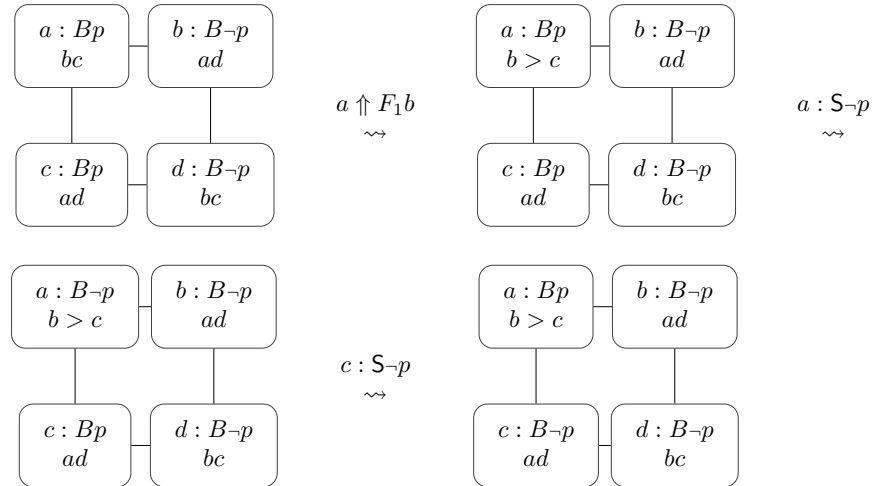 a : Bp
bc
b : B¬p
ad
c : Bp
ad
d : B¬p
bc
a ⇑ F₁b
⇝
a : Bp
b > c
b : B¬p
ad
c : Bp
ad
d : B¬p
bc
a : S¬p
⇝
a : B¬p
b > c
b : B¬p
ad
c : Bp
ad
d : B¬p
bc
c : S¬p
⇝
a : Bp
b > c
b : B¬p
ad
c : B¬p
ad
d : B¬p
bc